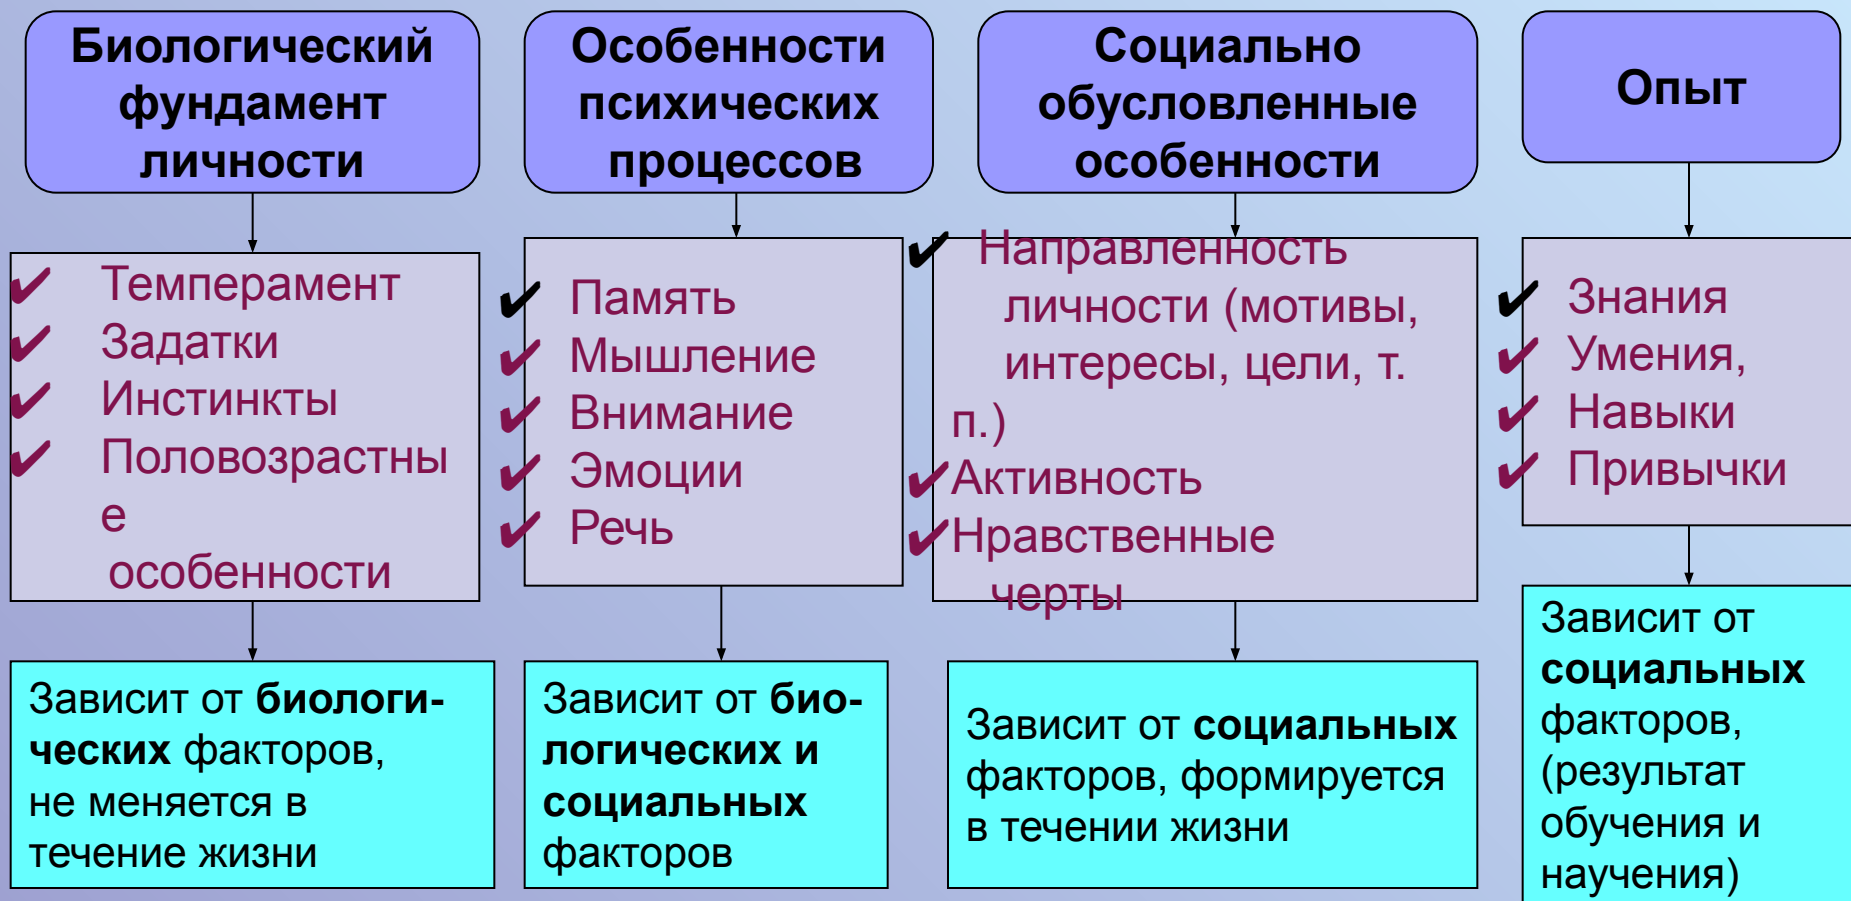 Биологический
фундамент
личности
✔ Темперамент
✔ Задатки
✔ Инстинкты
✔ Половозрастны
е
особенности
Зависит от биологи-
ческих факторов,
не меняется в
течение жизни
Особенности
психических
процессов
✔ Память
✔ Мышление
✔ Внимание
✔ Эмоции
✔ Речь
Зависит от био-
логических и
социальных
факторов
Социально
обусловленные
особенности
✔ Направленность
личности (мотивы,
интересы, цели, т.
п.)
✔ Активность
✔ Нравственные
черты
Зависит от социальных
факторов, формируется
в течении жизни
Опыт
✔ Знания
✔ Умения,
✔ Навыки
✔ Привычки
Зависит от
социальных
факторов,
(результат
обучения и
научения)